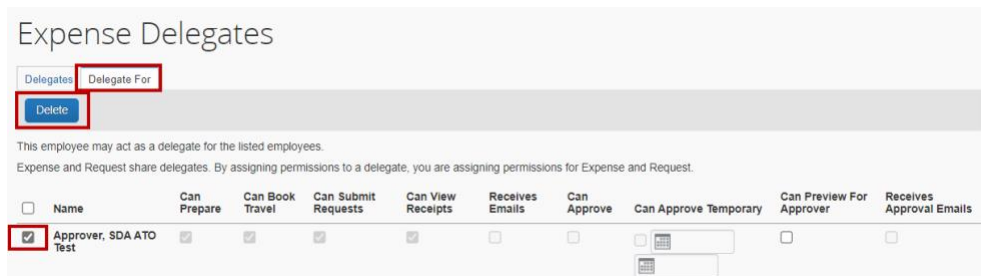 Expense Delegates
Delegates Delegate For
Delete
This employee may act as a delegate for the listed employees.
Expense and Request share delegates. By assigning permissions to a delegate, you are assigning permissions for Expense and Request.
Name Can Prepare Can Book Travel Can Submit Requests Can View Receipts Receives Emails Can Approve Can Approve Temporary Can Preview For Approver Receives Approval Emails
Approver, SDA ATO
Test